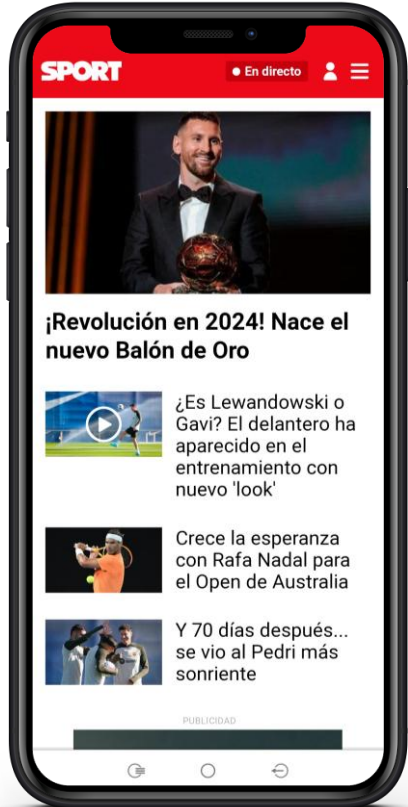 SPORT
En directo
¡Revolución en 2024! Nace el
nuevo Balón de Oro
¿Es Lewandowski o
Gavi? El delantero ha
aparecido en el
entrenamiento con
nuevo 'look'
Crece la esperanza
con Rafa Nadal para
el Open de Australia
Y 70 días después...
se vio al Pedri más
sonriente
PUBLICIDAD